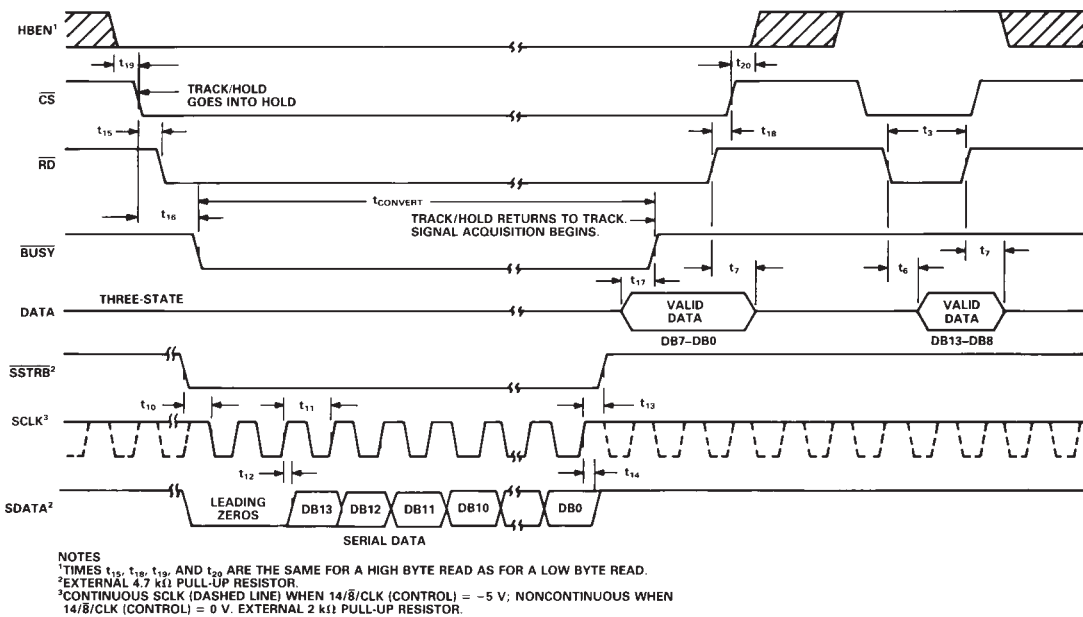 HBEN¹
t₁₉
t₂₀
CS̅
TRACK/HOLD
GOES INTO HOLD
t₁₅
t₁₈
t₃
RD̅
t₁₆
tCONVERT
TRACK/HOLD RETURNS TO TRACK.
SIGNAL ACQUISITION BEGINS.
BUSY̅
t₁₇
t₇
t₆
t₇
THREE-STATE
DATA
VALID
DATA
VALID
DATA
DB7–DB0
DB13–DB8
SSTRB̅²
t₁₀
t₁₁
t₁₃
SCLK³
t₁₂
t₁₄
SDATA²
LEADING
ZEROS
DB13
DB12
DB11
DB10
DB0
SERIAL DATA
NOTES
¹TIMES t₁₅, t₁₈, t₁₉, AND t₂₀ ARE THE SAME FOR A HIGH BYTE READ AS FOR A LOW BYTE READ.
²EXTERNAL 4.7 kΩ PULL-UP RESISTOR.
³CONTINUOUS SCLK (DASHED LINE) WHEN 14/8̅/CLK (CONTROL) = −5 V; NONCONTINUOUS WHEN
14/8̅/CLK (CONTROL) = 0 V. EXTERNAL 2 kΩ PULL-UP RESISTOR.